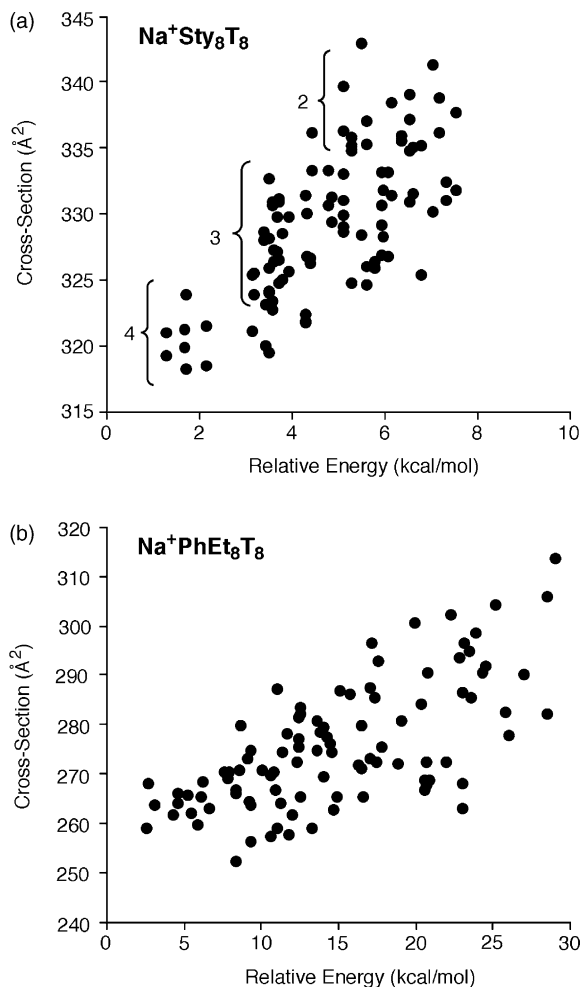 (a)
Na⁺Sty₈T₈
345
340
335
330
325
320
315
Cross-Section (Å²)
2
3
4
0 2 4 6 8 10
Relative Energy (kcal/mol)
(b)
Na⁺PhEt₈T₈
320
310
300
290
280
270
260
250
240
Cross-Section (Å²)
0 5 10 15 20 25 30
Relative Energy (kcal/mol)